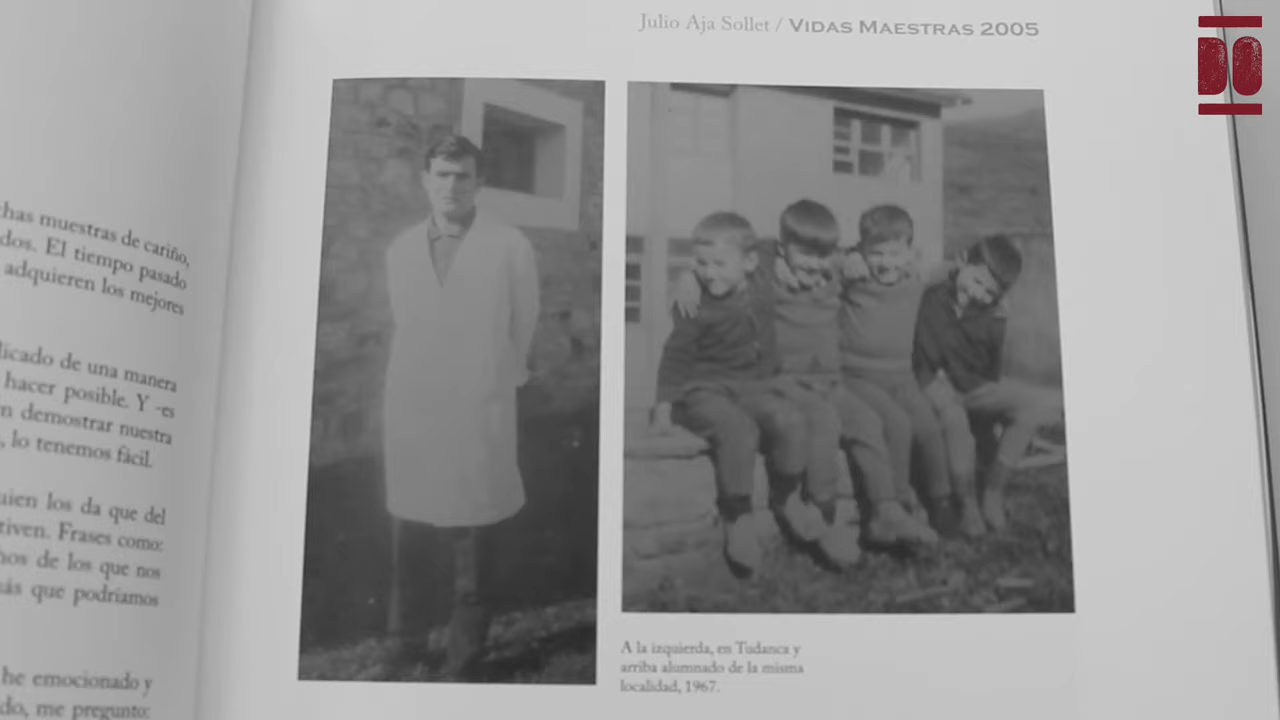 chas muestras de cariño,
dos. El tiempo pasado
adquieren los mejores
licado de una manera
hacer posible. Y -es
n demostrar nuestra
, lo tenemos fácil.
uien los da que del
tiven. Frases como:
nos de los que nos
ás que podríamos
he emocionado y
do, me pregunto:
Julio Aja Sollet / VIDAS MAESTRAS 2005
A la izquierda, en Tudanca y
arriba alumnado de la misma
localidad, 1967.
DO